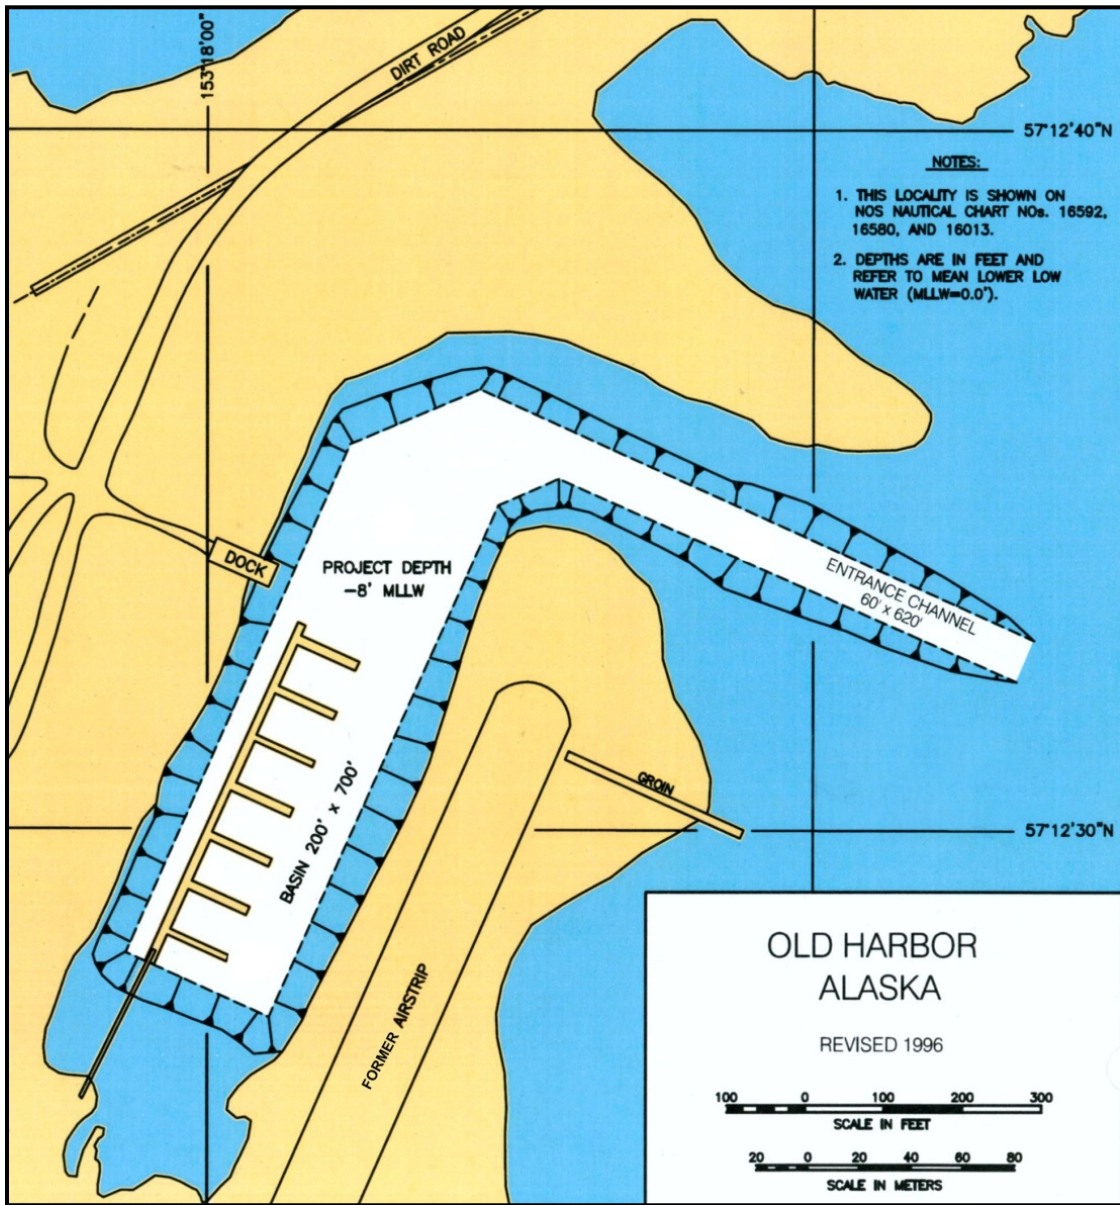 153°18'00"
DIRT ROAD
57°12'40"N
NOTES:
1. THIS LOCALITY IS SHOWN ON
NOS NAUTICAL CHART NOs. 16592,
16580, AND 16013.
2. DEPTHS ARE IN FEET AND
REFER TO MEAN LOWER LOW
WATER (MLLW=0.0').
DOCK
PROJECT DEPTH
-8' MLLW
ENTRANCE CHANNEL
60' x 620'
BASIN 200' x 700'
GROIN
57°12'30"N
FORMER AIRSTRIP
OLD HARBOR
ALASKA
REVISED 1996
100 0 100 200 300
SCALE IN FEET
20 0 20 40 60 80
SCALE IN METERS